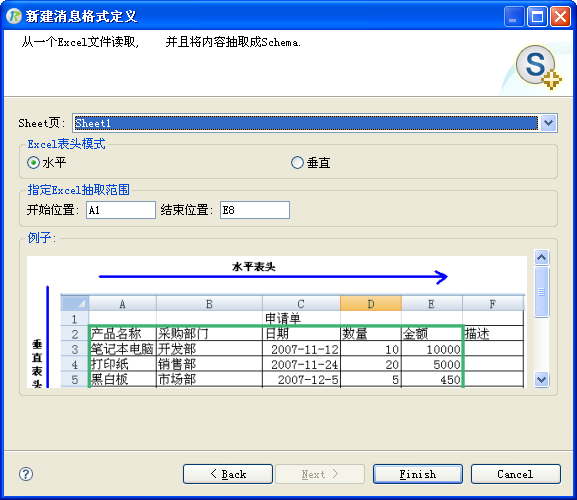 新建消息格式定义
从一个Excel文件读取, 并且将内容抽取成Schema.
Sheet页: Sheet1
Excel表头模式
水平 垂直
指定Excel抽取范围
开始位置: A1 结束位置: E8
例子:
水平表头
垂直表头
A B C D E F
1 申请单
2 产品名称 采购部门 日期 数量 金额 描述
3 笔记本电脑 开发部 2007-11-12 10 10000
4 打印纸 销售部 2007-11-24 20 5000
5 黑白板 市场部 2007-12-5 5 450
? < Back Next > Finish Cancel